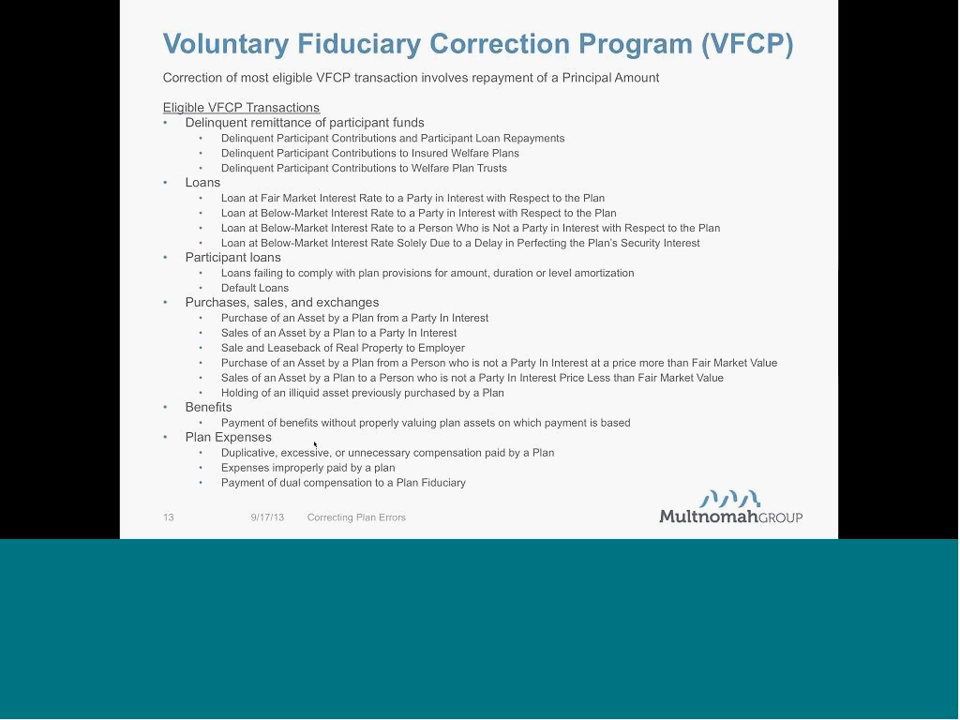 Voluntary Fiduciary Correction Program (VFCP)
Correction of most eligible VFCP transaction involves repayment of a Principal Amount
Eligible VFCP Transactions
• Delinquent remittance of participant funds
• Delinquent Participant Contributions and Participant Loan Repayments
• Delinquent Participant Contributions to Insured Welfare Plans
• Delinquent Participant Contributions to Welfare Plan Trusts
• Loans
• Loan at Fair Market Interest Rate to a Party in Interest with Respect to the Plan
• Loan at Below-Market Interest Rate to a Party in Interest with Respect to the Plan
• Loan at Below-Market Interest Rate to a Person Who is Not a Party in Interest with Respect to the Plan
• Loan at Below-Market Interest Rate Solely Due to a Delay in Perfecting the Plan's Security Interest
• Participant loans
• Loans failing to comply with plan provisions for amount, duration or level amortization
• Default Loans
• Purchases, sales, and exchanges
• Purchase of an Asset by a Plan from a Party In Interest
• Sales of an Asset by a Plan to a Party In Interest
• Sale and Leaseback of Real Property to Employer
• Purchase of an Asset by a Plan from a Person who is not a Party In Interest at a price more than Fair Market Value
• Sales of an Asset by a Plan to a Person who is not a Party In Interest Price Less than Fair Market Value
• Holding of an illiquid asset previously purchased by a Plan
• Benefits
• Payment of benefits without properly valuing plan assets on which payment is based
• Plan Expenses
• Duplicative, excessive, or unnecessary compensation paid by a Plan
• Expenses improperly paid by a plan
• Payment of dual compensation to a Plan Fiduciary
13 9/17/13 Correcting Plan Errors
MultnomahGROUP